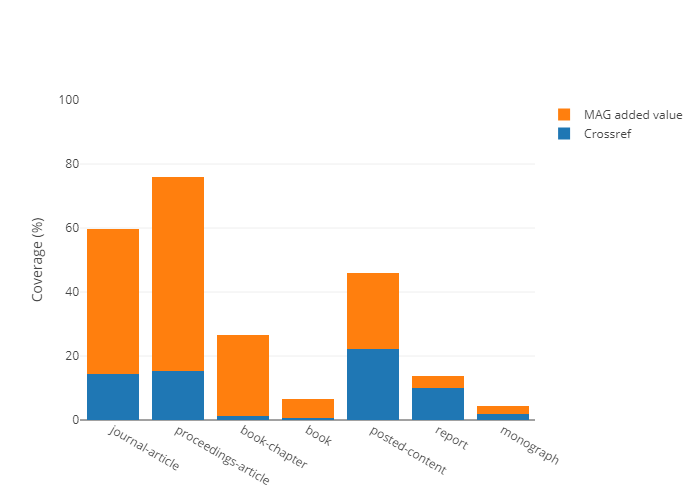 100
80
60
40
20
0
Coverage (%)
journal-article
proceedings-article
book-chapter
book
posted-content
report
monograph
MAG added value
Crossref